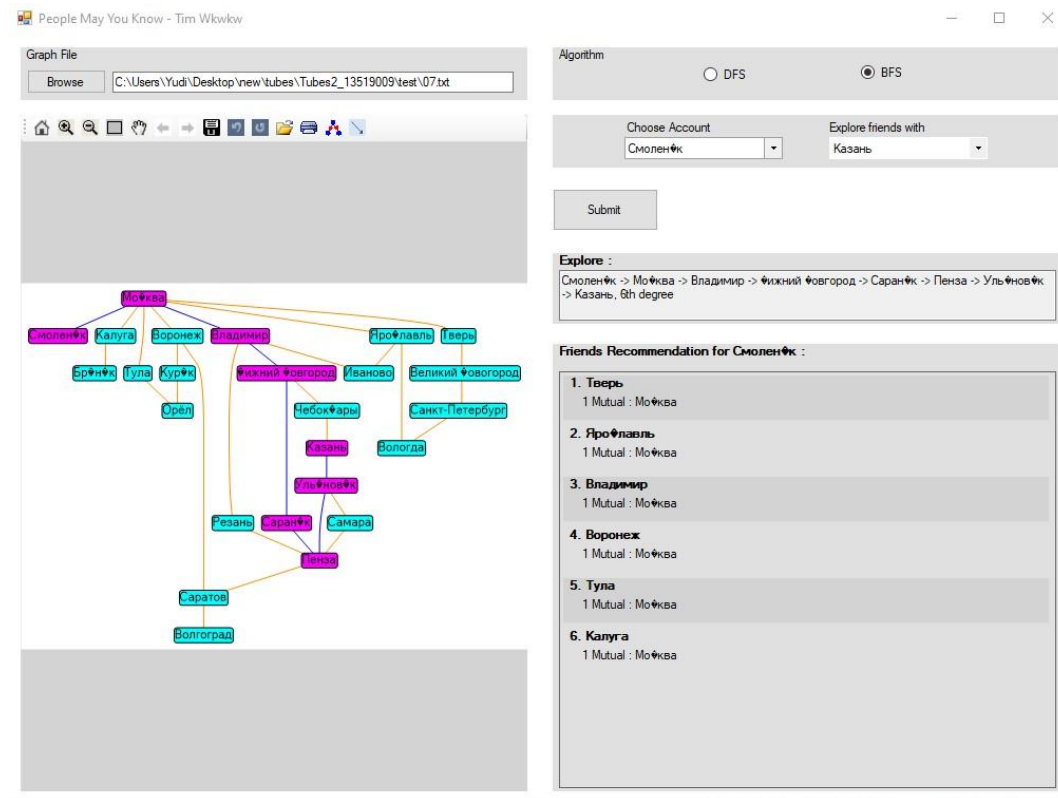 People May You Know - Tim Wkwkw
Graph File
Browse
C:\Users\Yudi\Desktop\new\tubes\Tubes2_13519009\test\07.txt
Algorithm
DFS
BFS
Choose Account
Explore friends with
Смолен�к
Казань
Submit
Explore :
Смолен�к -> Мо�ква -> Владимир -> �ижний �овгород -> Саран�к -> Пенза -> Уль�нов�к
-> Казань, 6th degree
Friends Recommendation for Смолен�к :
1. Тверь
1 Mutual : Мо�ква
2. Яро�лавль
1 Mutual : Мо�ква
3. Владимир
1 Mutual : Мо�ква
4. Воронеж
1 Mutual : Мо�ква
5. Тула
1 Mutual : Мо�ква
6. Калуга
1 Mutual : Мо�ква
Мо�ква
Смолен�к Калуга Воронеж Владимир Яро�лавль Тверь
Бр�н�к Тула Кур�к �ижний �овгород Иваново Великий �овогород
Орёл Чебок�ары Санкт-Петербург
Казань Вологда
Уль�нов�к
Резань Саран�к Самара
Пенза
Саратов
Волгоград